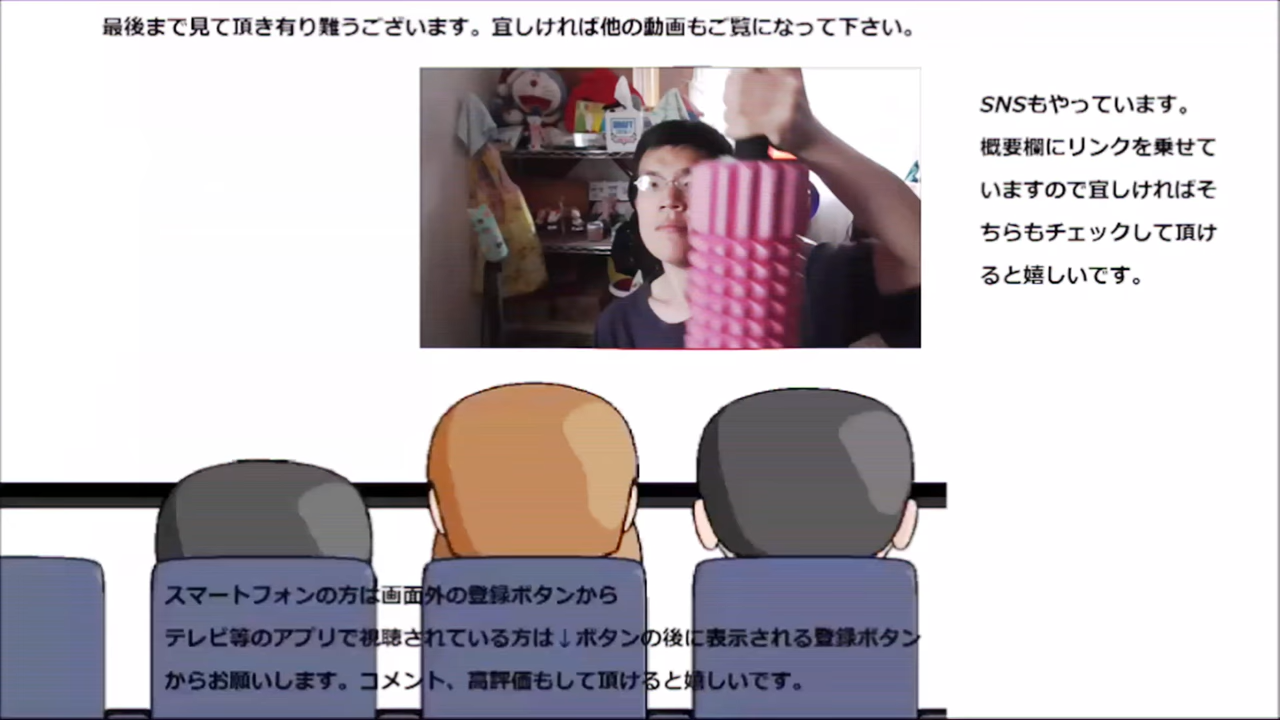 最後まで見て頂き有り難うございます。宜しければ他の動画もご覧になって下さい。
SNSもやっています。
概要欄にリンクを乗せて
いますので宜しければそ
ちらもチェックして頂け
ると嬉しいです。
スマートフォンの方は画面外の登録ボタンから
テレビ等のアプリで視聴されている方は↓ボタンの後に表示される登録ボタン
からお願いします。コメント、高評価もして頂けると嬉しいです。